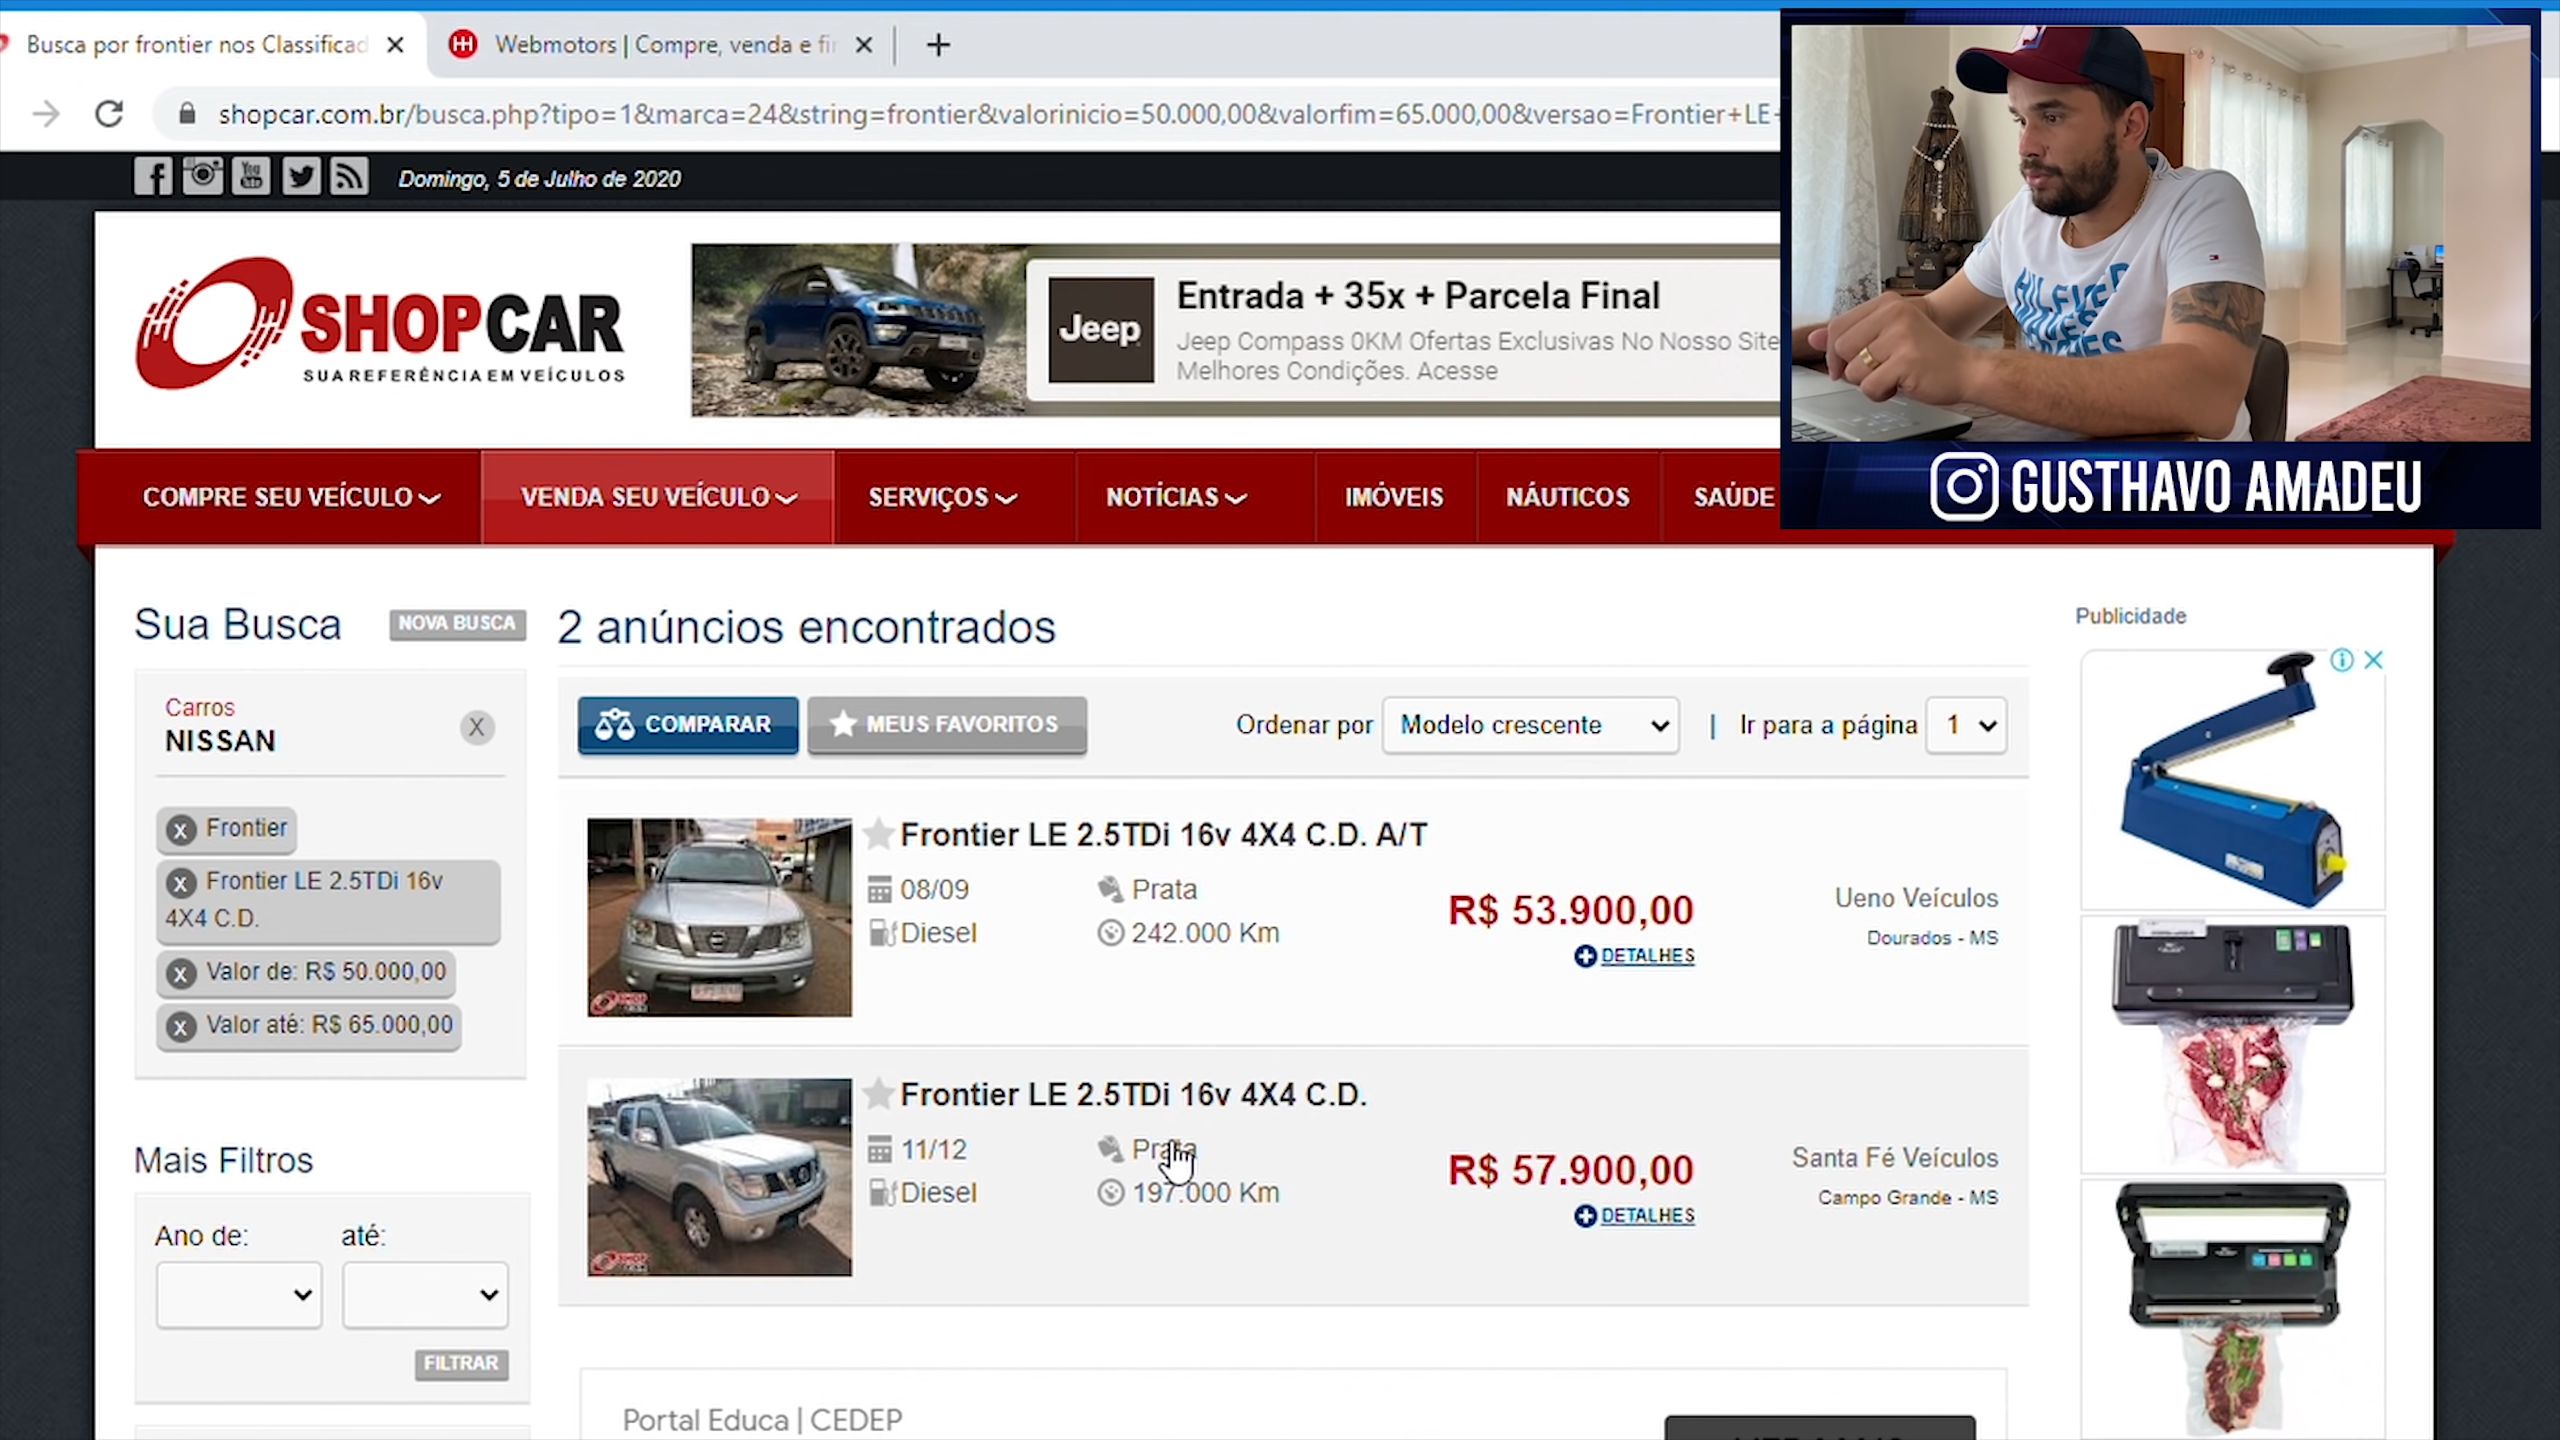 Busca por frontier nos Classificad
Webmotors | Compre, venda e fi
shopcar.com.br/busca.php?tipo=1&marca=24&string=frontier&valorinicio=50.000,00&valorfim=65.000,00&versao=Frontier+LE
Domingo, 5 de Julho de 2020
SHOPCAR
SUA REFERÊNCIA EM VEÍCULOS
Jeep
Entrada + 35x + Parcela Final
Jeep Compass 0KM Ofertas Exclusivas No Nosso Site
Melhores Condições. Acesse
GUSTHAVO AMADEU
COMPRE SEU VEÍCULO
VENDA SEU VEÍCULO
SERVIÇOS
NOTÍCIAS
IMÓVEIS
NÁUTICOS
SAÚDE
Sua Busca
NOVA BUSCA
Carros
NISSAN
X
X Frontier
X Frontier LE 2.5TDi 16v
4X4 C.D.
X Valor de: R$ 50.000,00
X Valor até: R$ 65.000,00
Mais Filtros
Ano de:
até:
FILTRAR
2 anúncios encontrados
COMPARAR
MEUS FAVORITOS
Ordenar por
Modelo crescente
|
Ir para a página
1
Frontier LE 2.5TDi 16v 4X4 C.D. A/T
08/09
Prata
Diesel
242.000 Km
R$ 53.900,00
DETALHES
Ueno Veículos
Dourados - MS
Frontier LE 2.5TDi 16v 4X4 C.D.
11/12
Prata
Diesel
197.000 Km
R$ 57.900,00
DETALHES
Santa Fé Veículos
Campo Grande - MS
Portal Educa | CEDEP
Publicidade